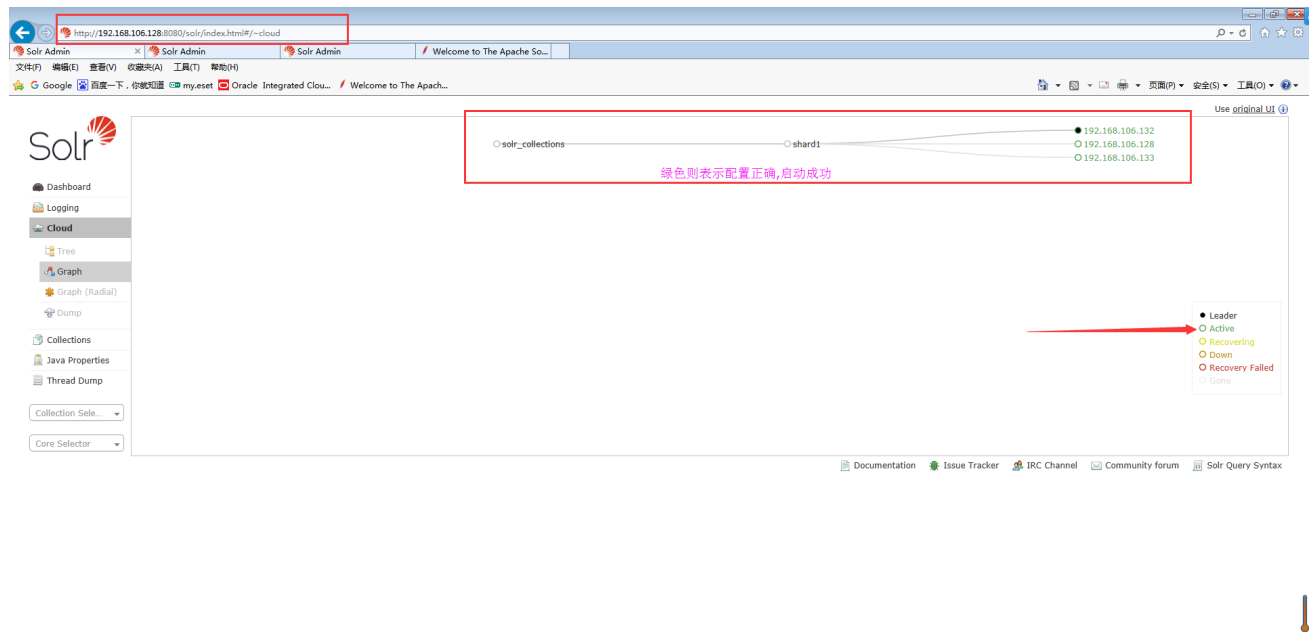 http://192.168.106.128:8080/solr/index.html#/~cloud
Solr Admin
Solr Admin
Solr Admin
Welcome to The Apache So...
文件(F) 编辑(E) 查看(V) 收藏夹(A) 工具(T) 帮助(H)
Google 百度一下，你就知道 my.eset Oracle Integrated Clou... Welcome to The Apach...
页面(P) 安全(S) 工具(O)
Use original UI
Solr
solr_collections
shard1
192.168.106.132
192.168.106.128
192.168.106.133
绿色则表示配置正确,启动成功
Dashboard
Logging
Cloud
Tree
Graph
Graph (Radial)
Dump
Collections
Java Properties
Thread Dump
Collection Sele...
Core Selector
Leader
Active
Recovering
Down
Recovery Failed
Gone
Documentation Issue Tracker IRC Channel Community forum Solr Query Syntax